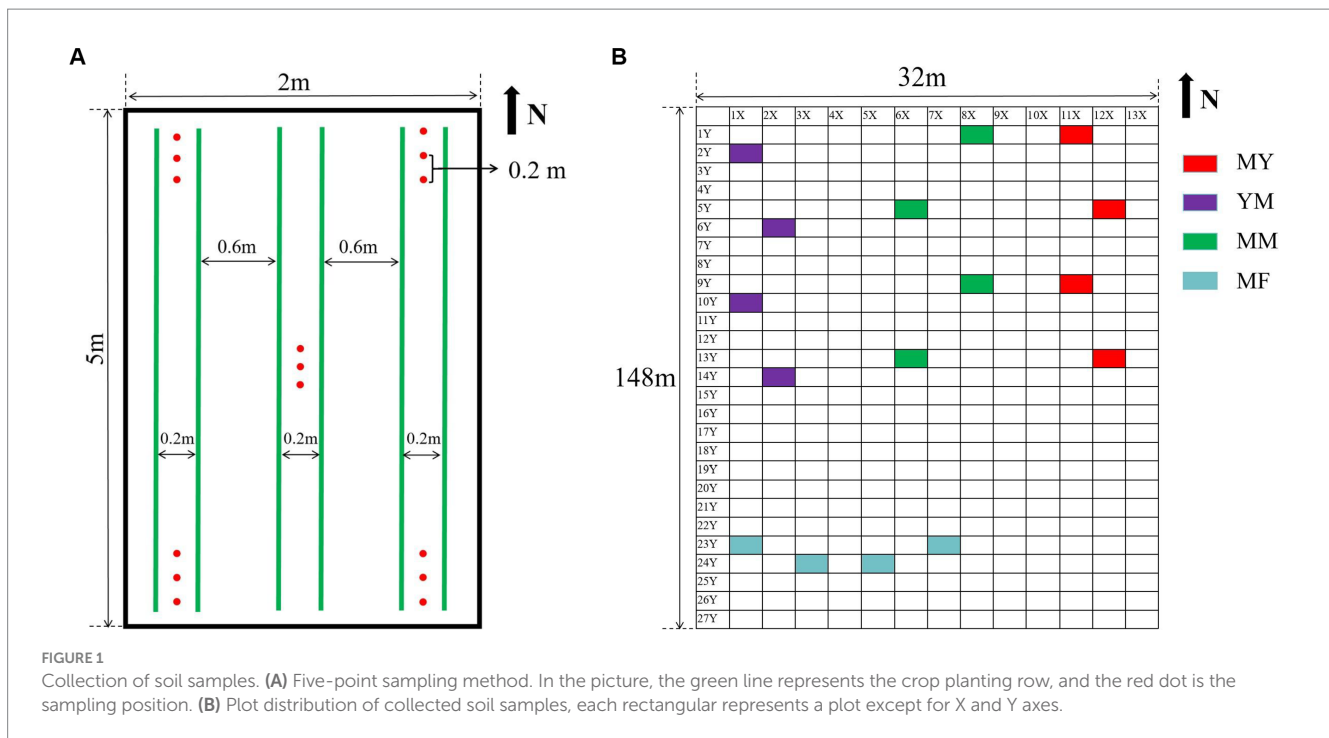 A
2m
N
0.2 m
0.6m
0.6m
5m
0.2m
0.2m
0.2m
B
32m
N
1X 2X 3X 4X 5X 6X 7X 8X 9X 10X 11X 12X 13X
1Y
2Y
3Y
4Y
5Y
6Y
7Y
8Y
9Y
10Y
11Y
12Y
13Y
14Y
15Y
16Y
17Y
18Y
19Y
20Y
21Y
22Y
23Y
24Y
25Y
26Y
27Y
148m
MY
YM
MM
MF
FIGURE 1
Collection of soil samples. (A) Five-point sampling method. In the picture, the green line represents the crop planting row, and the red dot is the
sampling position. (B) Plot distribution of collected soil samples, each rectangular represents a plot except for X and Y axes.